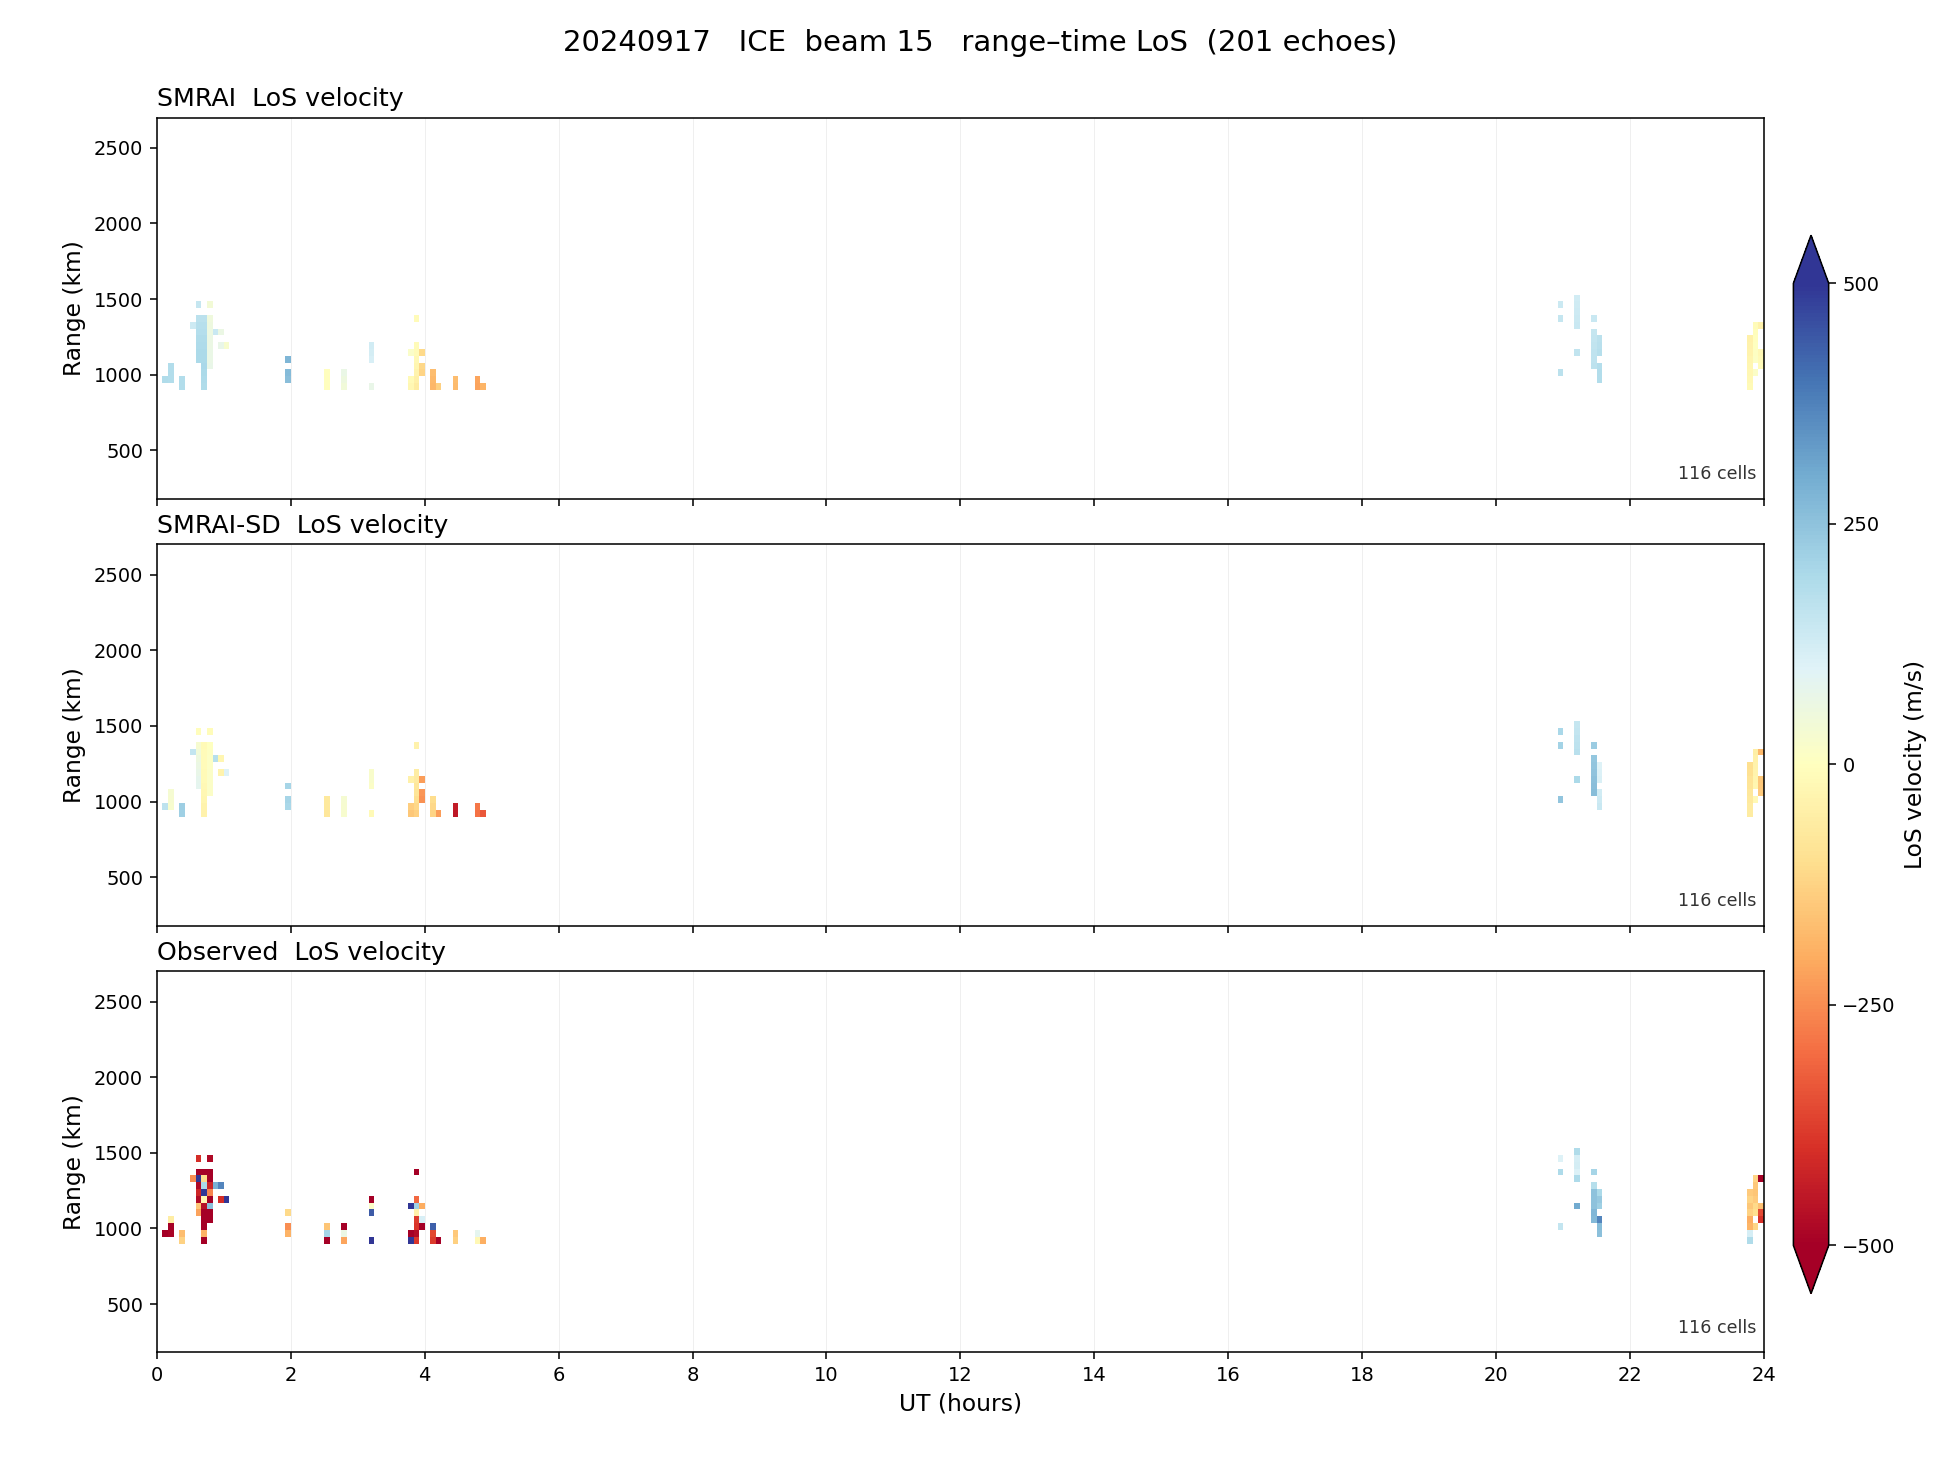 20240917   ICE  beam 15   range–time LoS  (201 echoes)
SMRAI  LoS velocity
2500
2000
1500
1000
500
Range (km)
116 cells
SMRAI-SD  LoS velocity
2500
2000
1500
1000
500
Range (km)
116 cells
Observed  LoS velocity
2500
2000
1500
1000
500
Range (km)
116 cells
0 2 4 6 8 10 12 14 16 18 20 22 24
UT (hours)
500
250
0
−250
−500
LoS velocity (m/s)